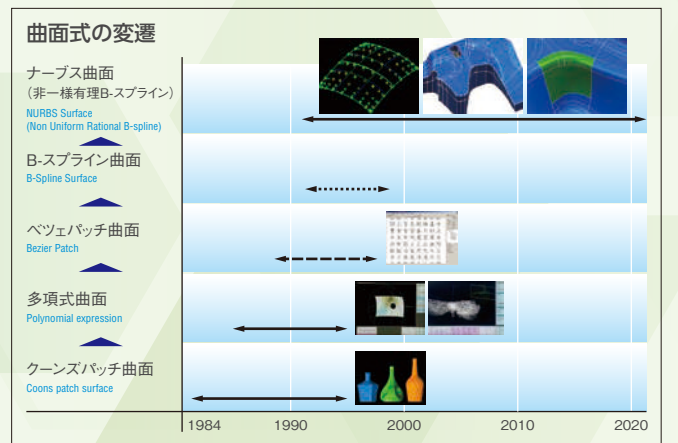 曲面式の変遷
ナーブス曲面
（非一様有理B-スプライン）
NURBS Surface
(Non Uniform Rational B-spline)
B-スプライン曲面
B-Spline Surface
ベツェパッチ曲面
Bezier Patch
多項式曲面
Polynomial expression
クーンズパッチ曲面
Coons patch surface
1984 1990 2000 2010 2020